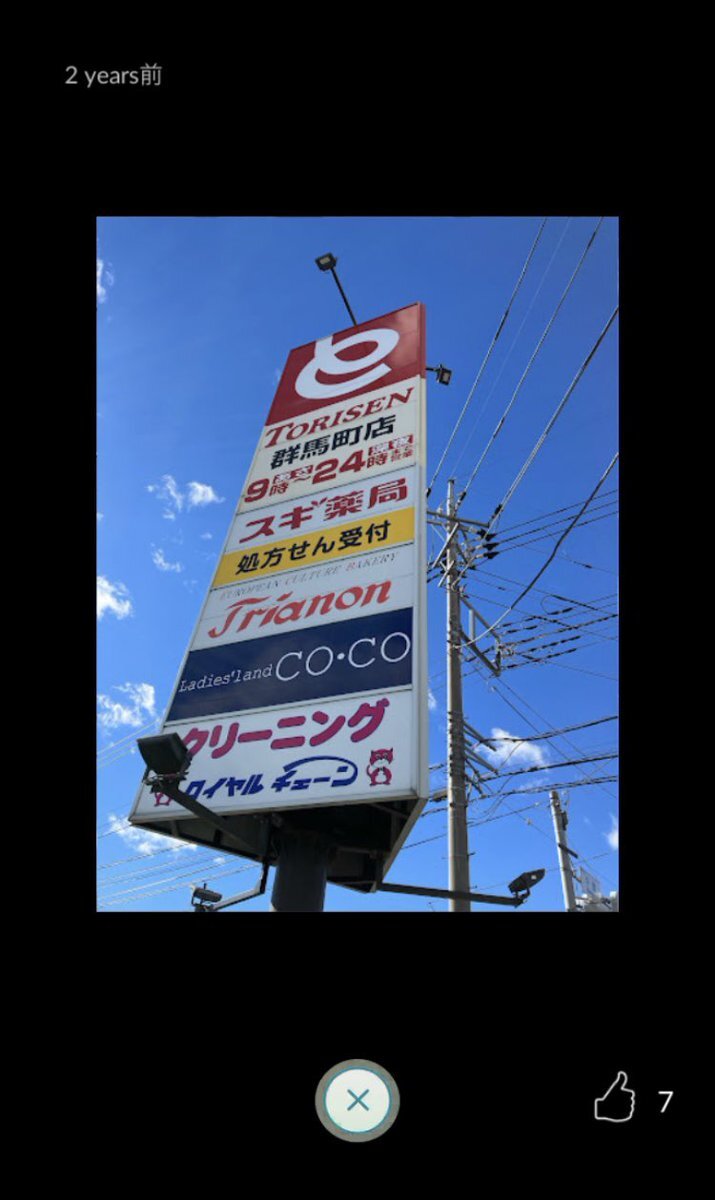 2 years前
TORISEN
群馬町店
9時~24時
スギ薬局
処方せん受付
EUROPEAN CULTURE BAKERY
Trianon
Ladies'land CO・CO
クリーニング
ロイヤルチェーン
7